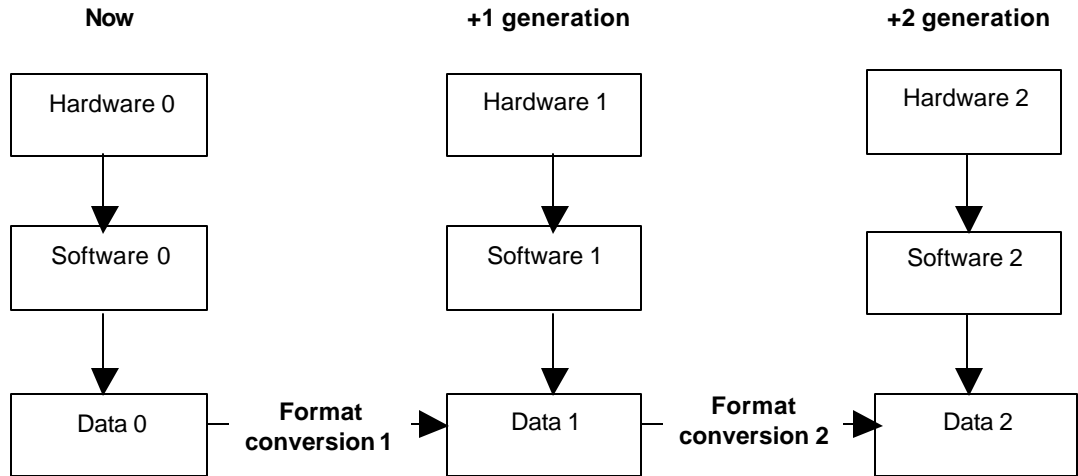 Now
+1 generation
+2 generation
Hardware 0
Hardware 1
Hardware 2
Software 0
Software 1
Software 2
Data 0
Format
conversion 1
Data 1
Format
conversion 2
Data 2